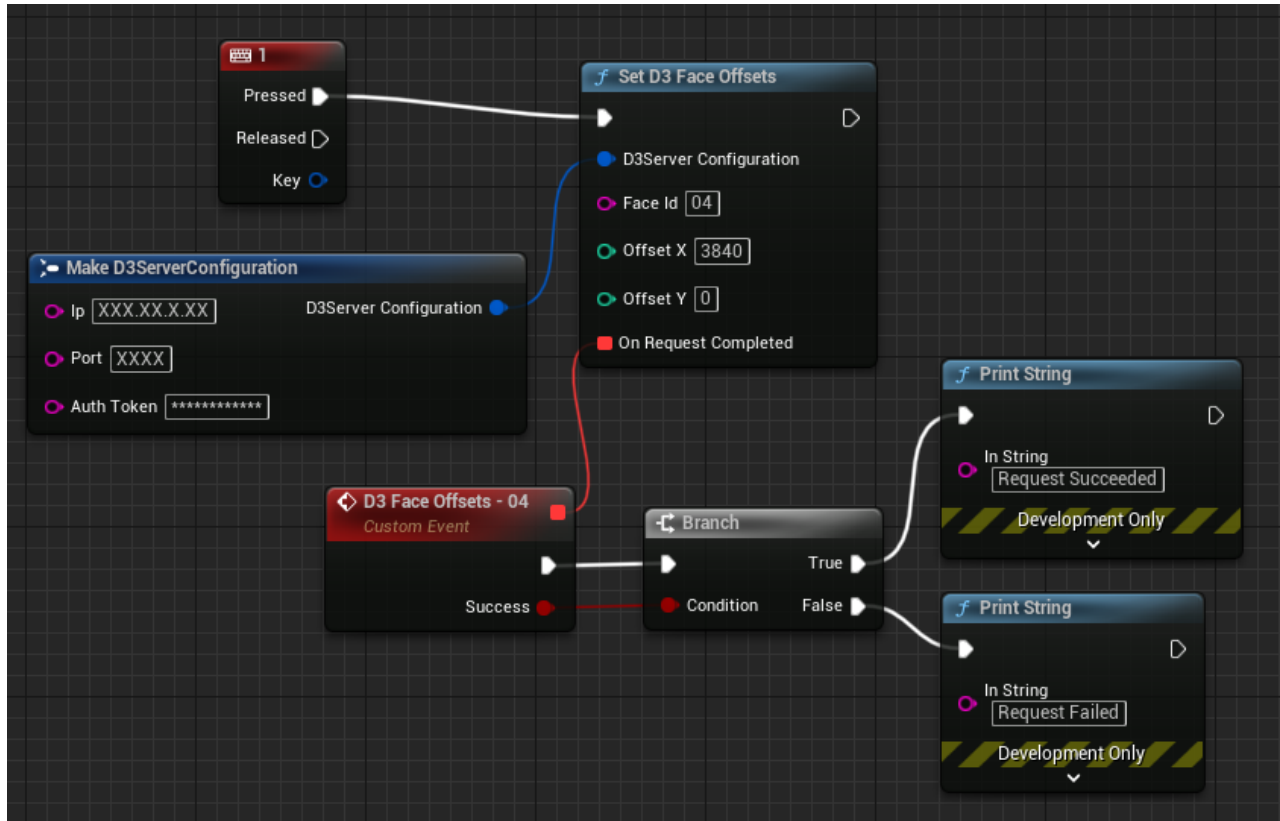 1
Pressed
Released
Key
Set D3 Face Offsets
D3Server Configuration
Face Id 04
Offset X 3840
Offset Y 0
On Request Completed
Make D3ServerConfiguration
Ip XXX.XX.X.XX
D3Server Configuration
Port XXXX
Auth Token ************
D3 Face Offsets - 04
Custom Event
Success
Branch
True
Condition
False
Print String
In String
Request Succeeded
Development Only
Print String
In String
Request Failed
Development Only